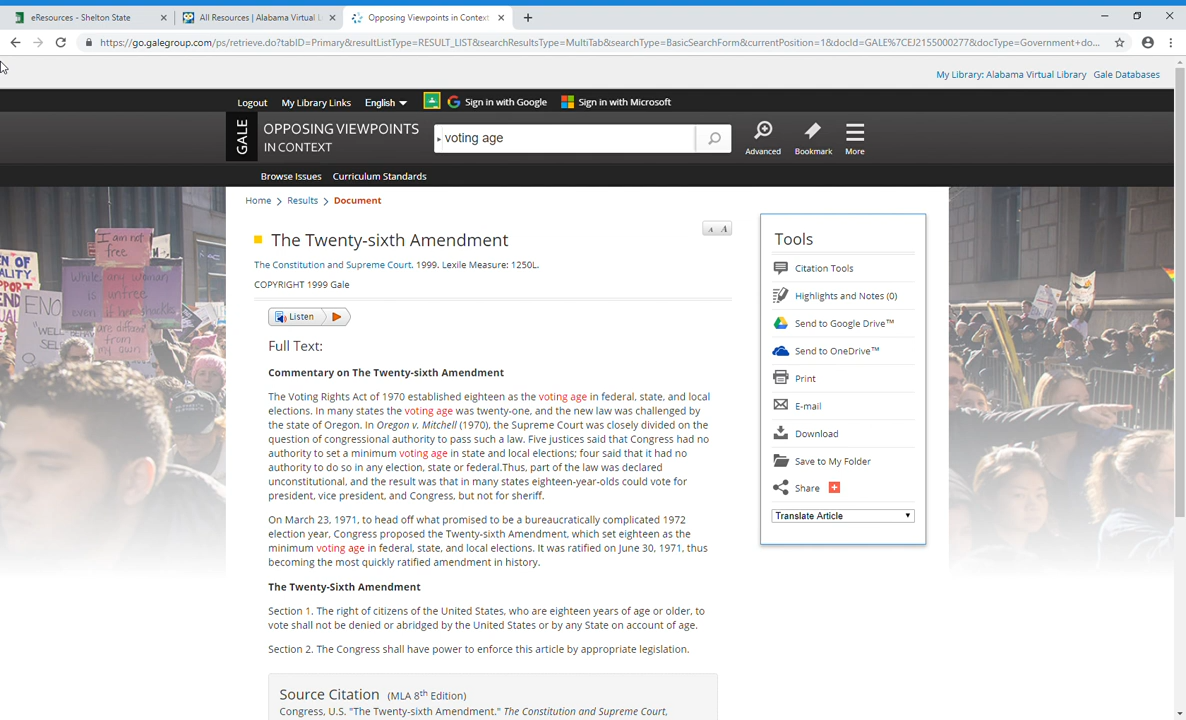 eResources - Shelton State
All Resources | Alabama Virtual L
Opposing Viewpoints in Context
https://go.galegroup.com/ps/retrieve.do?tabID=Primary&resultListType=RESULT_LIST&searchResultsType=MultiTab&searchType=BasicSearchForm&currentPosition=1&docId=GALE%7CEJ2155000277&docType=Government+do...
My Library: Alabama Virtual Library Gale Databases
Logout My Library Links English Sign in with Google Sign in with Microsoft
GALE
OPPOSING VIEWPOINTS
IN CONTEXT
voting age
Advanced Bookmark More
Browse Issues Curriculum Standards
Home > Results > Document
The Twenty-sixth Amendment
A A
The Constitution and Supreme Court. 1999. Lexile Measure: 1250L.
COPYRIGHT 1999 Gale
Listen
Full Text:
Commentary on The Twenty-sixth Amendment
The Voting Rights Act of 1970 established eighteen as the voting age in federal, state, and local
elections. In many states the voting age was twenty-one, and the new law was challenged by
the state of Oregon. In Oregon v. Mitchell (1970), the Supreme Court was closely divided on the
question of congressional authority to pass such a law. Five justices said that Congress had no
authority to set a minimum voting age in state and local elections; four said that it had no
authority to do so in any election, state or federal.Thus, part of the law was declared
unconstitutional, and the result was that in many states eighteen-year-olds could vote for
president, vice president, and Congress, but not for sheriff.
On March 23, 1971, to head off what promised to be a bureaucratically complicated 1972
election year, Congress proposed the Twenty-sixth Amendment, which set eighteen as the
minimum voting age in federal, state, and local elections. It was ratified on June 30, 1971, thus
becoming the most quickly ratified amendment in history.
The Twenty-Sixth Amendment
Section 1. The right of citizens of the United States, who are eighteen years of age or older, to
vote shall not be denied or abridged by the United States or by any State on account of age.
Section 2. The Congress shall have power to enforce this article by appropriate legislation.
Source Citation (MLA 8th Edition)
Congress, U.S. "The Twenty-sixth Amendment." The Constitution and Supreme Court,
Tools
Citation Tools
Highlights and Notes (0)
Send to Google Drive™
Send to OneDrive™
Print
E-mail
Download
Save to My Folder
Share
Translate Article
I am not
free
While any woman
is unfree
even if her shackles
are different
from
my own